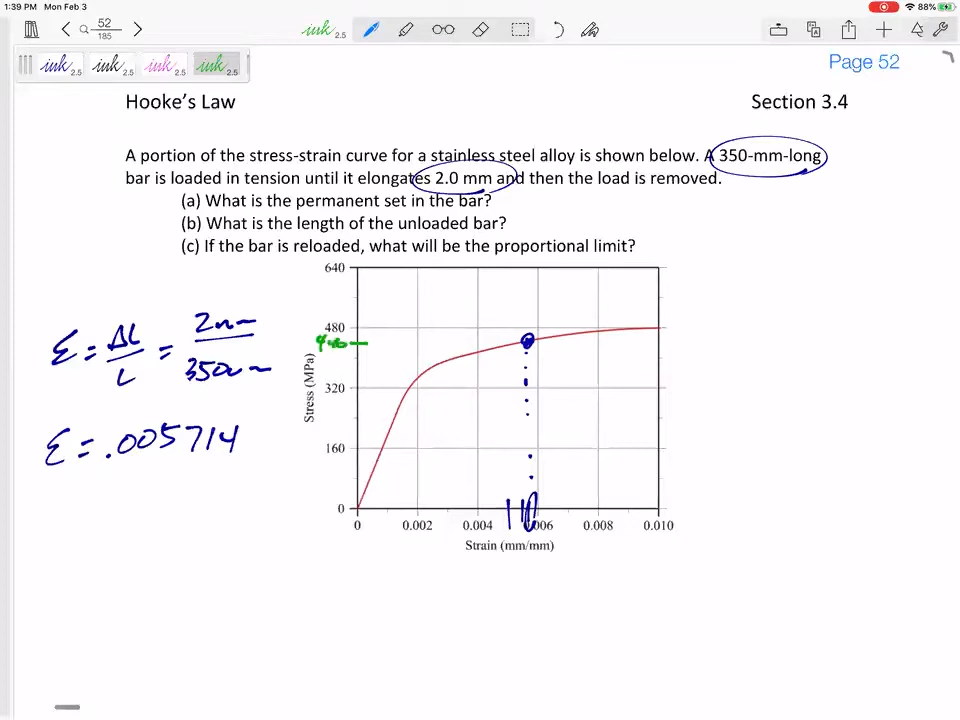 1:39 PM Mon Feb 3
88%
52
185
ink 2.5
ink 2.5 ink 2.5 ink 2.5 ink 2.5
Page 52
Hooke's Law Section 3.4
A portion of the stress-strain curve for a stainless steel alloy is shown below. A 350-mm-long
bar is loaded in tension until it elongates 2.0 mm and then the load is removed.
(a) What is the permanent set in the bar?
(b) What is the length of the unloaded bar?
(c) If the bar is reloaded, what will be the proportional limit?
640
480
320
160
0
Stress (MPa)
0 0.002 0.004 0.006 0.008 0.010
Strain (mm/mm)
ε = ΔL/L = 2mm/350mm
ε = .005714